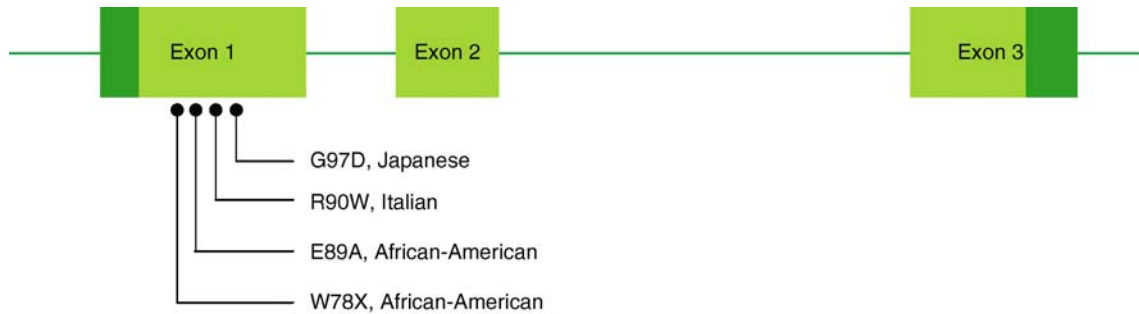 Exon 1
Exon 2
Exon 3
G97D, Japanese
R90W, Italian
E89A, African-American
W78X, African-American